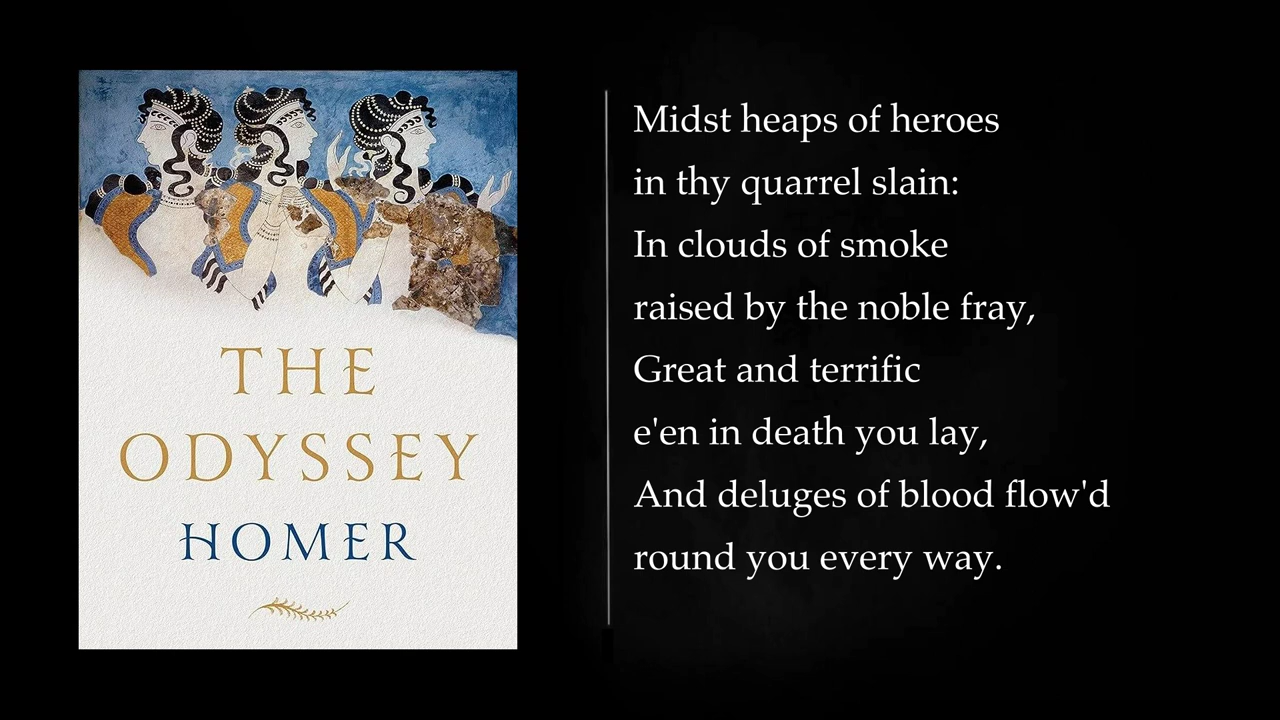 THE
ODYSSEY
HOMER
Midst heaps of heroes
in thy quarrel slain:
In clouds of smoke
raised by the noble fray,
Great and terrific
e'en in death you lay,
And deluges of blood flow'd
round you every way.